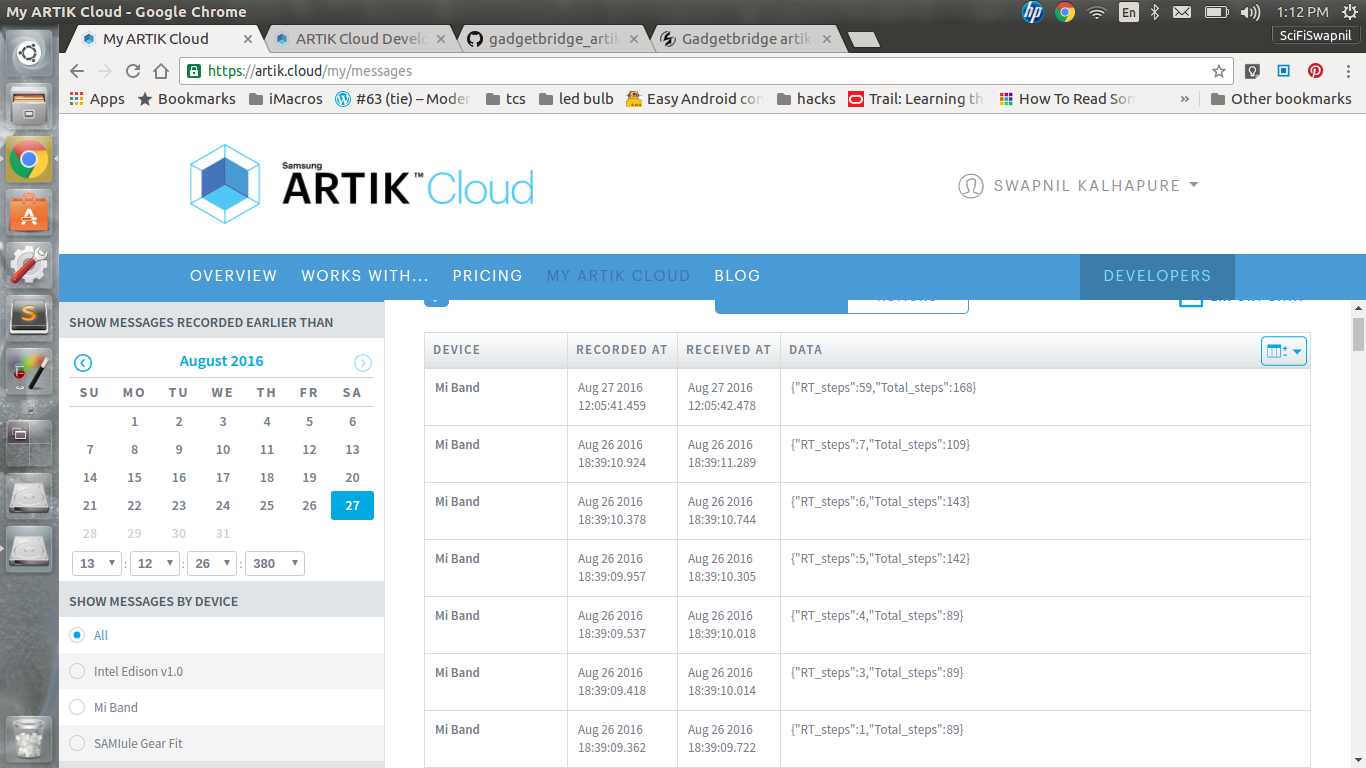 My ARTIK Cloud - Google Chrome
En
1:12 PM
SciFiSwapnil
My ARTIK Cloud
ARTIK Cloud Develo
gadgetbridge_artik
Gadgetbridge artik
https://artik.cloud/my/messages
Apps
Bookmarks
iMacros
#63 (tie) – Moder
tcs
led bulb
Easy Android con
hacks
Trail: Learning th
How To Read Son
»
Other bookmarks
Samsung
ARTIK™ Cloud
SWAPNIL KALHAPURE
OVERVIEW
WORKS WITH...
PRICING
MY ARTIK CLOUD
BLOG
DEVELOPERS
SHOW MESSAGES RECORDED EARLIER THAN
August 2016
SU MO TU WE TH FR SA
1 2 3 4 5 6
7 8 9 10 11 12 13
14 15 16 17 18 19 20
21 22 23 24 25 26 27
28 29 30 31
13 : 12 : 26 : 380
SHOW MESSAGES BY DEVICE
All
Intel Edison v1.0
Mi Band
SAMIule Gear Fit
DEVICE RECORDED AT RECEIVED AT DATA
Mi Band Aug 27 2016 Aug 27 2016 {"RT_steps":59,"Total_steps":168}
12:05:41.459 12:05:42.478
Mi Band Aug 26 2016 Aug 26 2016 {"RT_steps":7,"Total_steps":109}
18:39:10.924 18:39:11.289
Mi Band Aug 26 2016 Aug 26 2016 {"RT_steps":6,"Total_steps":143}
18:39:10.378 18:39:10.744
Mi Band Aug 26 2016 Aug 26 2016 {"RT_steps":5,"Total_steps":142}
18:39:09.957 18:39:10.305
Mi Band Aug 26 2016 Aug 26 2016 {"RT_steps":4,"Total_steps":89}
18:39:09.537 18:39:10.018
Mi Band Aug 26 2016 Aug 26 2016 {"RT_steps":3,"Total_steps":89}
18:39:09.418 18:39:10.014
Mi Band Aug 26 2016 Aug 26 2016 {"RT_steps":1,"Total_steps":89}
18:39:09.362 18:39:09.722